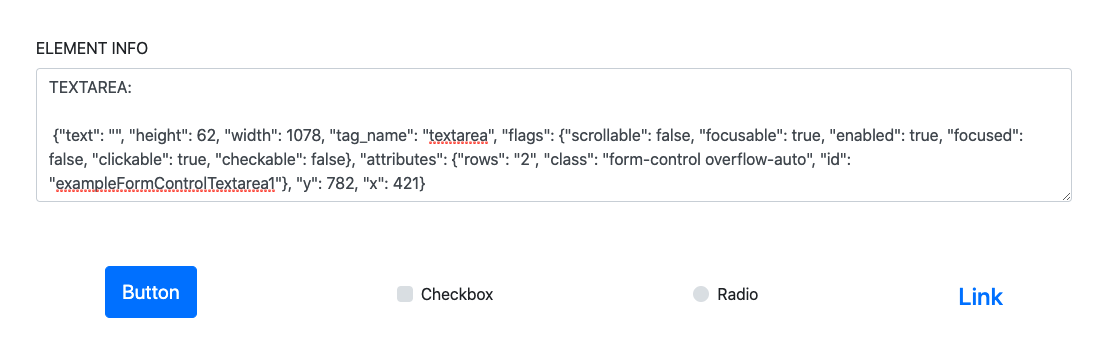 ELEMENT INFO
TEXTAREA:
{"text": "", "height": 62, "width": 1078, "tag_name": "textarea", "flags": {"scrollable": false, "focusable": true, "enabled": true, "focused":
false, "clickable": true, "checkable": false}, "attributes": {"rows": "2", "class": "form-control overflow-auto", "id":
"exampleFormControlTextarea1"}, "y": 782, "x": 421}
Button Checkbox Radio Link